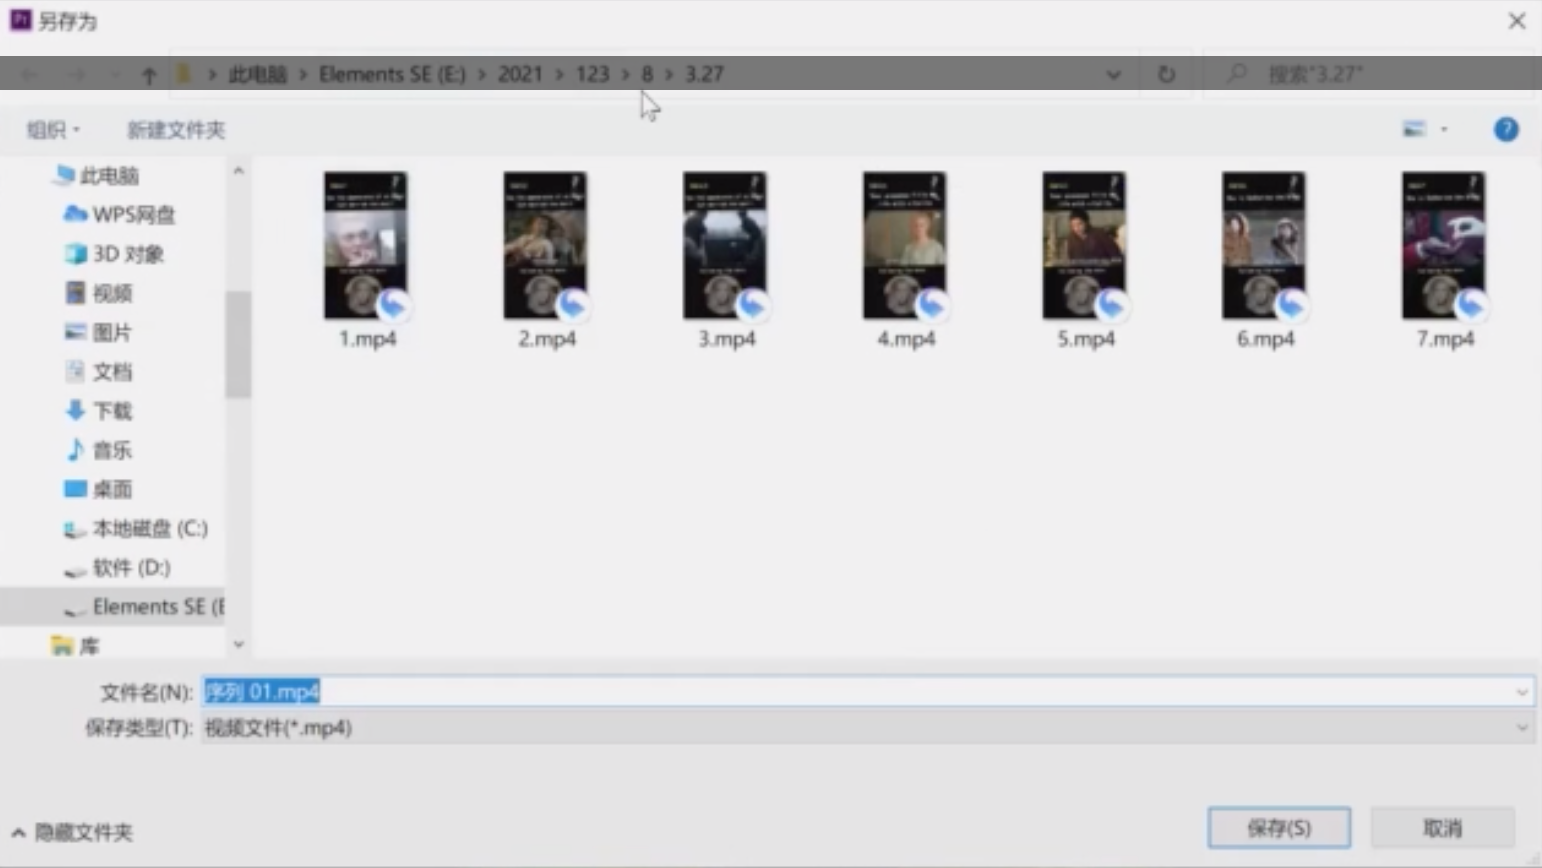 Pr 另存为
此电脑 > Elements SE (E:) > 2021 > 123 > 8 > 3.27
搜索"3.27"
组织
新建文件夹
此电脑
WPS网盘
3D 对象
视频
图片
文档
下载
音乐
桌面
本地磁盘 (C:)
软件 (D:)
Elements SE (E
库
1.mp4
2.mp4
3.mp4
4.mp4
5.mp4
6.mp4
7.mp4
文件名(N): 序列 01.mp4
保存类型(T): 视频文件(*.mp4)
隐藏文件夹
保存(S)
取消